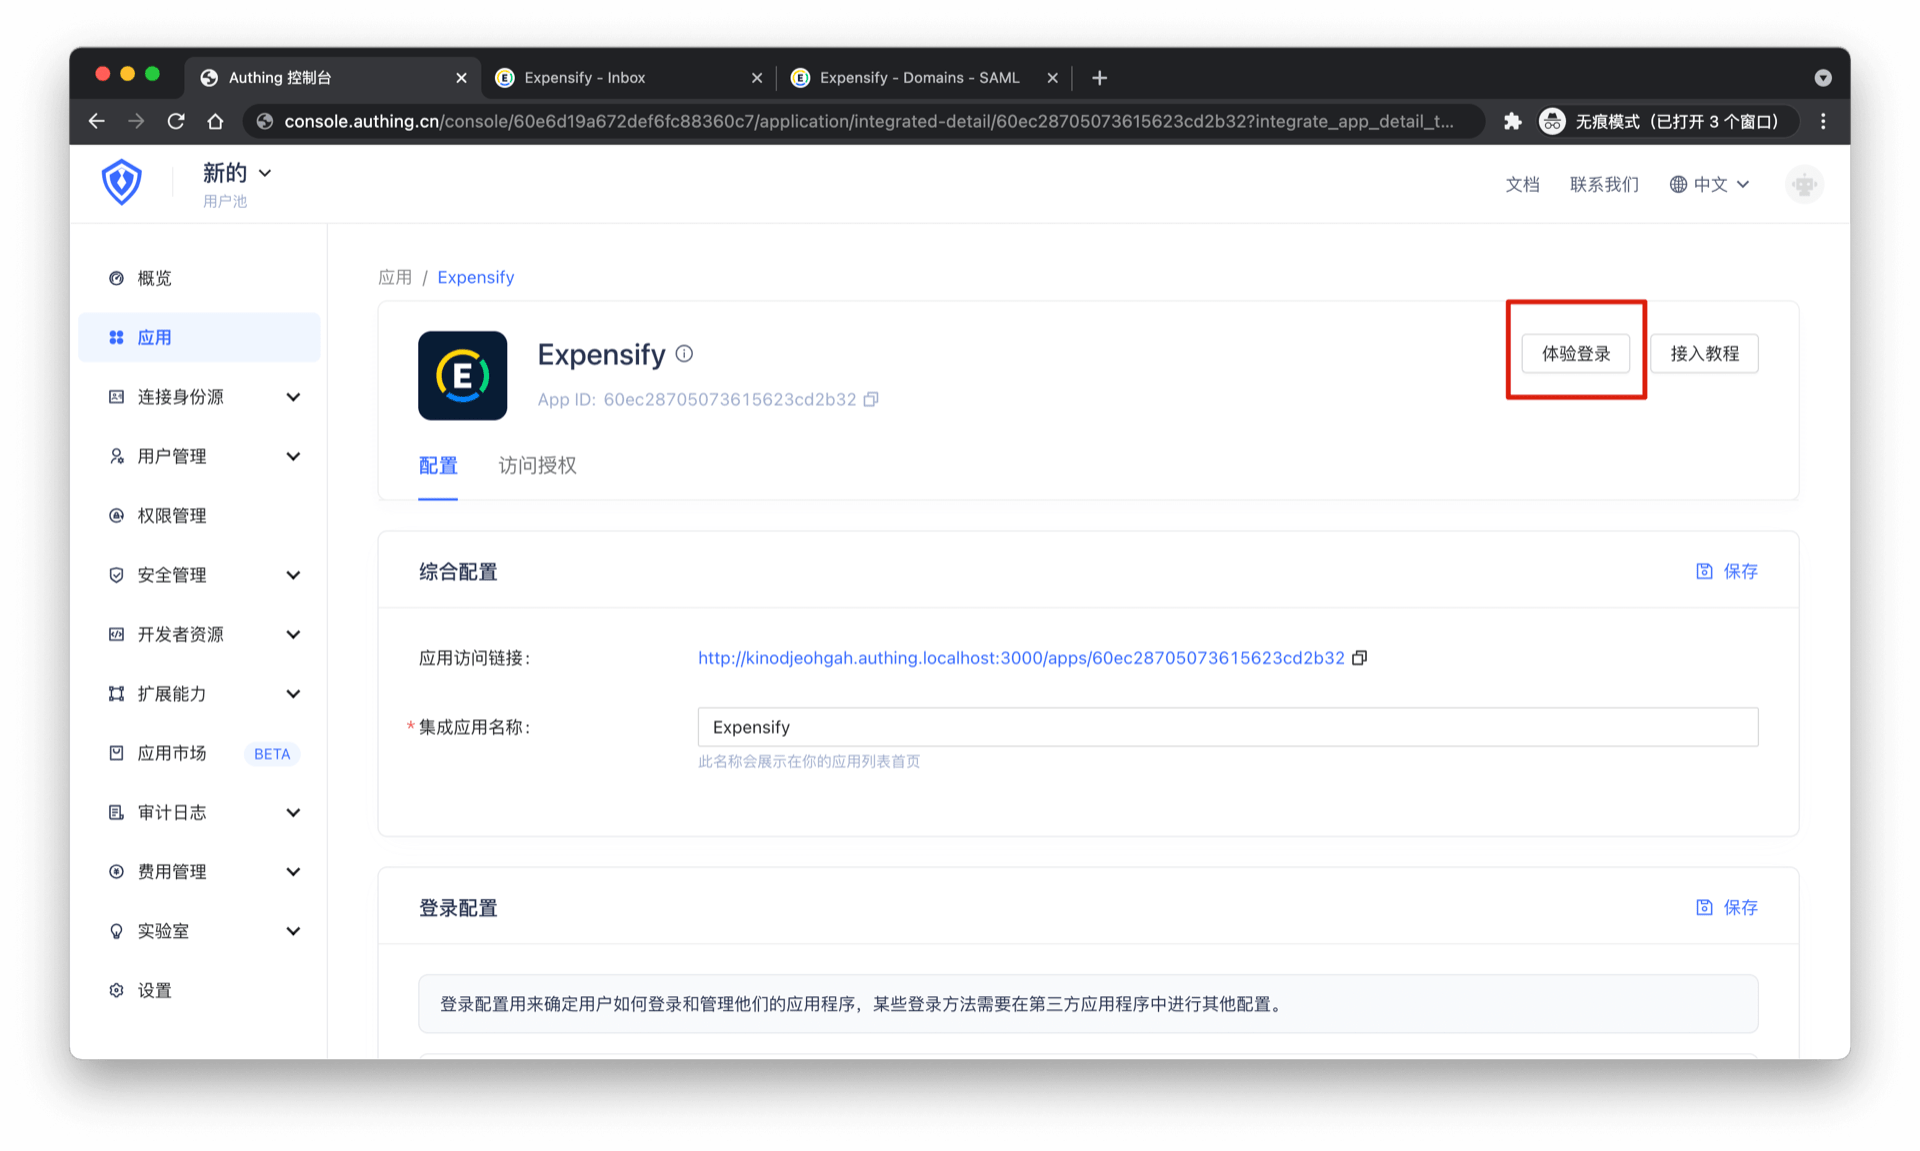 Authing 控制台
Expensify - Inbox
Expensify - Domains - SAML
console.authing.cn/console/60e6d19a672def6fc88360c7/application/integrated-detail/60ec28705073615623cd2b32?integrate_app_detail_t...
无痕模式（已打开 3 个窗口）
新的
用户池
文档
联系我们
中文
概览
应用
连接身份源
用户管理
权限管理
安全管理
开发者资源
扩展能力
应用市场
BETA
审计日志
费用管理
实验室
设置
应用 / Expensify
E
Expensify
App ID: 60ec28705073615623cd2b32
体验登录
接入教程
配置
访问授权
综合配置
保存
应用访问链接:
http://kinodjeohgah.authing.localhost:3000/apps/60ec28705073615623cd2b32
* 集成应用名称:
Expensify
此名称会展示在你的应用列表首页
登录配置
保存
登录配置用来确定用户如何登录和管理他们的应用程序，某些登录方法需要在第三方应用程序中进行其他配置。